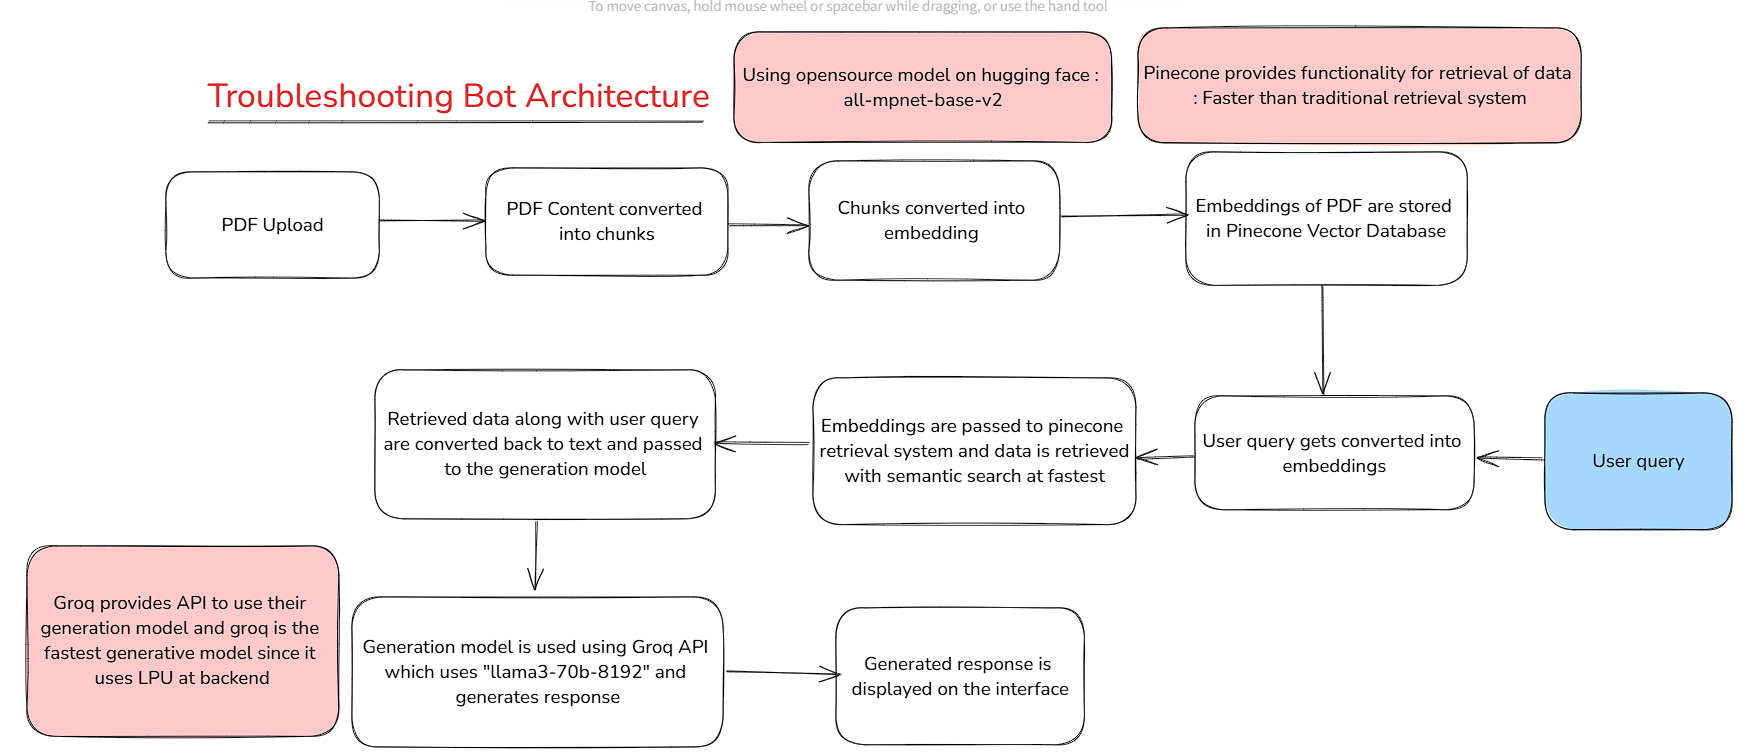 To move canvas, hold mouse wheel or spacebar while dragging, or use the hand tool
Troubleshooting Bot Architecture
Using opensource model on hugging face :
all-mpnet-base-v2
Pinecone provides functionality for retrieval of data
: Faster than traditional retrieval system
PDF Upload
PDF Content converted
into chunks
Chunks converted into
embedding
Embeddings of PDF are stored
in Pinecone Vector Database
Retrieved data along with user query
are converted back to text and passed
to the generation model
Embeddings are passed to pinecone
retrieval system and data is retrieved
with semantic search at fastest
User query gets converted into
embeddings
User query
Groq provides API to use their
generation model and groq is the
fastest generative model since it
uses LPU at backend
Generation model is used using Groq API
which uses "llama3-70b-8192" and
generates response
Generated response is
displayed on the interface